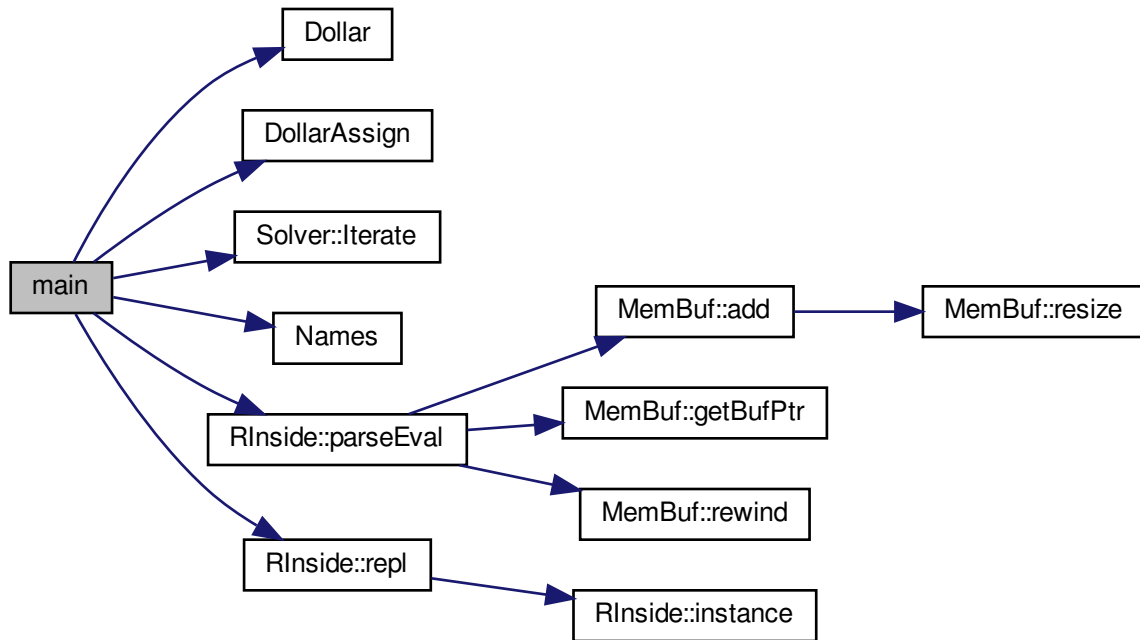 Dollar
DollarAssign
Solver::Iterate
main
Names
MemBuf::add
MemBuf::resize
MemBuf::getBufPtr
RInside::parseEval
MemBuf::rewind
RInside::repl
RInside::instance